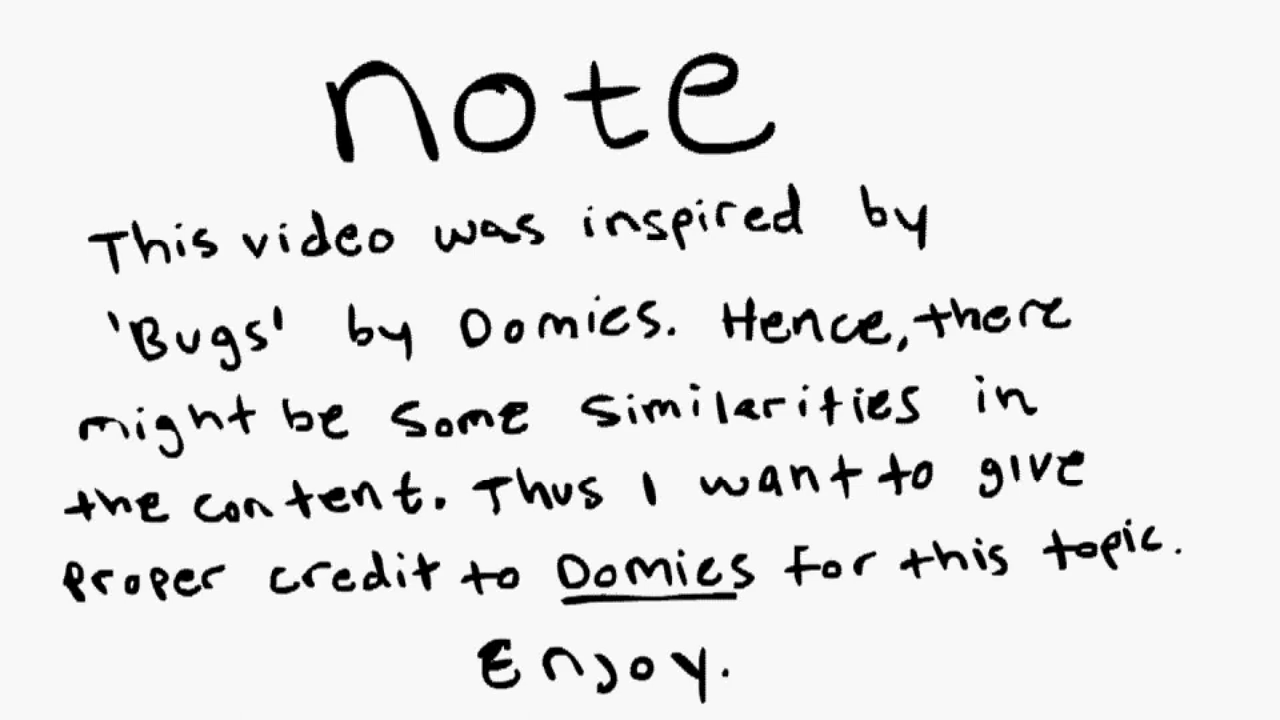 note
This video was inspired by
'Bugs' by Domics. Hence, there
might be some similarities in
the content. Thus I want to give
proper credit to Domics for this topic.
Enjoy.